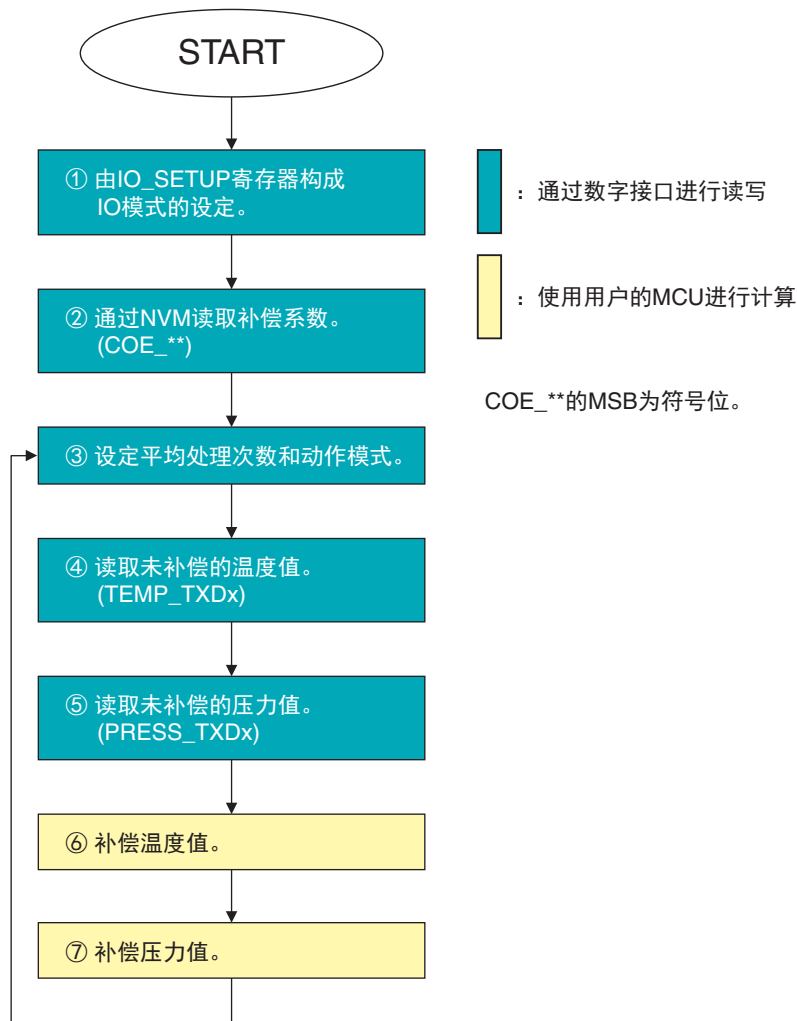 START
① 由IO_SETUP寄存器构成
IO模式的设定。
② 通过NVM读取补偿系数。
(COE_**)
③ 设定平均处理次数和动作模式。
④ 读取未补偿的温度值。
(TEMP_TXDx)
⑤ 读取未补偿的压力值。
(PRESS_TXDx)
⑥ 补偿温度值。
⑦ 补偿压力值。
：通过数字接口进行读写
：使用用户的MCU进行计算
COE_**的MSB为符号位。